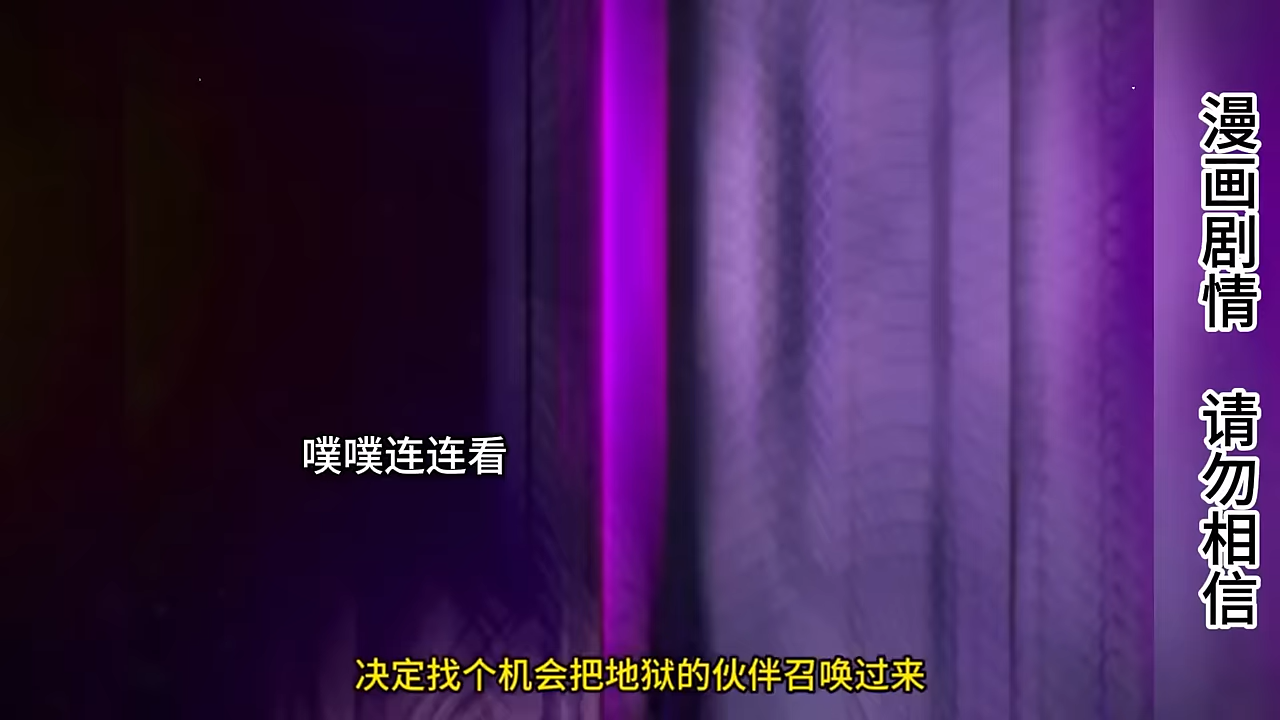 漫画剧情 请勿相信
噗噗连连看
决定找个机会把地狱的伙伴召唤过来